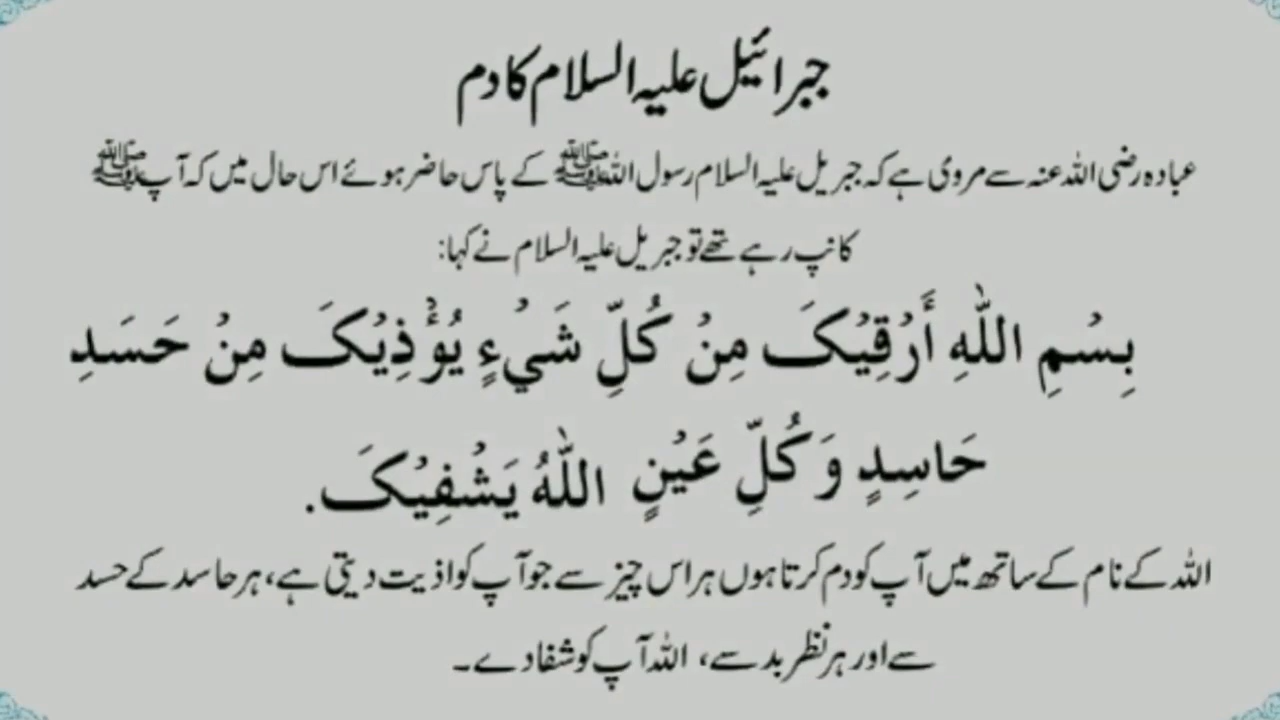 جبرائیل علیہ السلام کا دم
عبادہ رضی اللہ عنہ سے مروی ہے کہ جبریل علیہ السلام رسول اللہ ﷺ کے پاس حاضر ہوئے اس حال میں کہ آپ ﷺ
کانپ رہے تھے تو جبریل علیہ السلام نے کہا:
بِسْمِ اللّٰهِ أَرْقِيْکَ مِنْ كُلِّ شَيْءٍ يُّؤْذِيْکَ مِنْ حَسَدِ
حَاسِدٍ وَكُلِّ عَيْنٍ اللّٰهُ يَشْفِيْکَ.
اللہ کے نام کے ساتھ میں آپ کو دم کرتا ہوں ہر اس چیز سے جو آپ کو اذیت دیتی ہے، ہر حاسد کے حسد
سے اور ہر نظر بد سے، اللہ آپ کو شفا دے۔